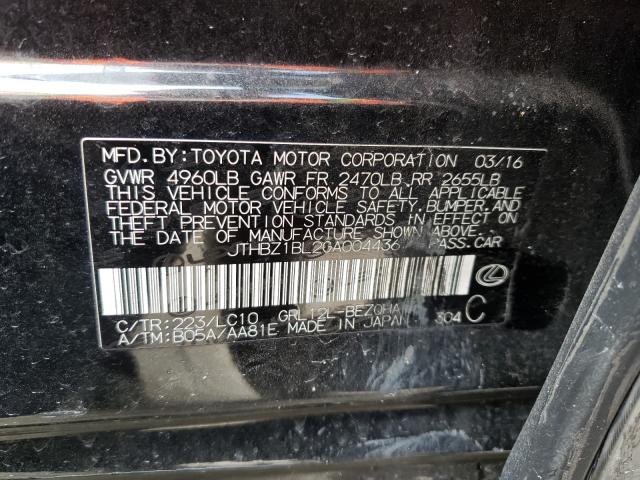 MFD.BY:TOYOTA MOTOR CORPORATION 03/16
GVWR 4960LB GAWR FR 2470LB RR 2655LB
THIS VEHICLE CONFORMS TO ALL APPLICABLE
FEDERAL MOTOR VEHICLE SAFETY, BUMPER, AND
THEFT PREVENTION STANDARDS IN EFFECT ON
THE DATE OF MANUFACTURE SHOWN ABOVE.
JTHBZ1BL2GA004436 PASS.CAR
C/TR:223/LC10 GRL12L-BEZQHA
A/TM:B05A/AA81E MADE IN JAPAN 304 C